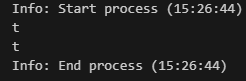 Info: Start process (15:26:44)
t
t
Info: End process (15:26:44)